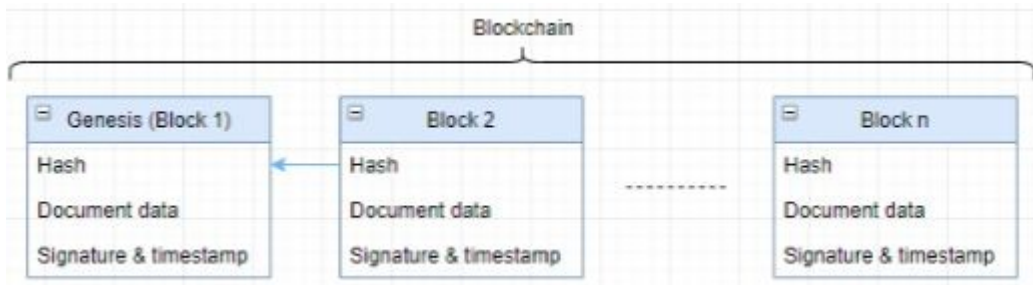 Blockchain
Genesis (Block 1)
Hash
Document data
Signature & timestamp
Block 2
Hash
Document data
Signature & timestamp
Block n
Hash
Document data
Signature & timestamp